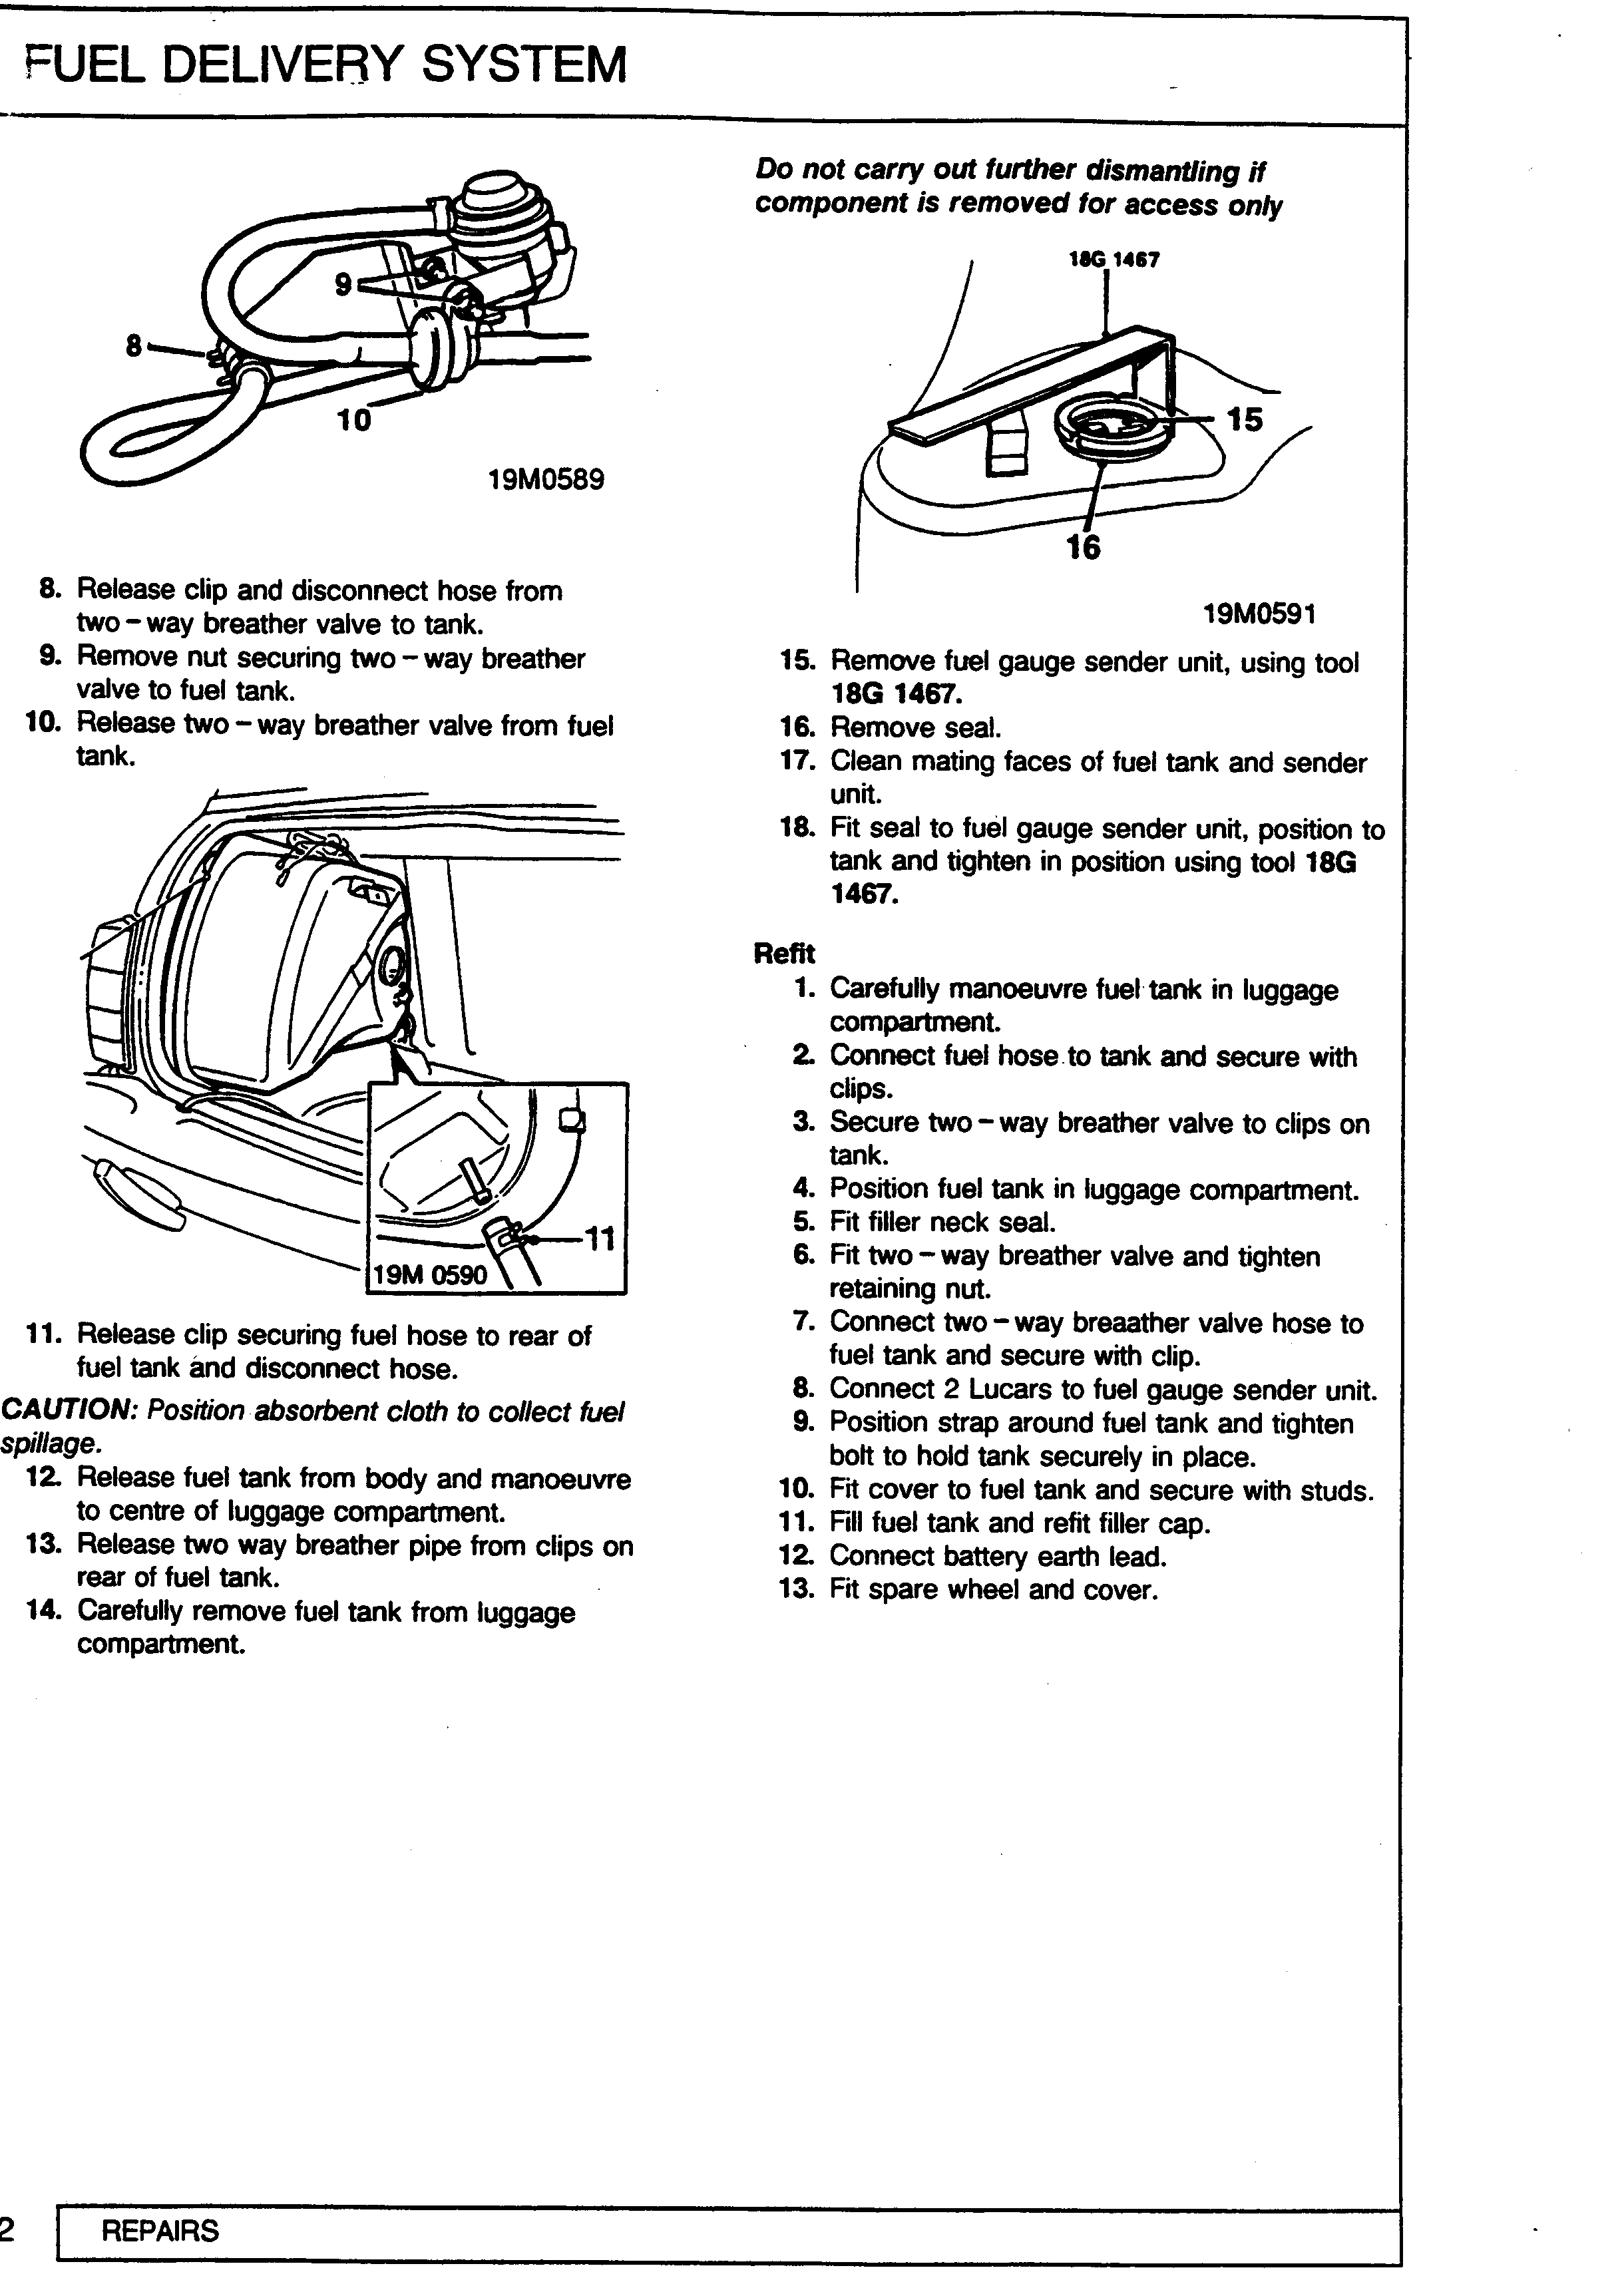 FUEL DELIVERY SYSTEM
9
8
10
19M0589
8. Release clip and disconnect hose from
two-way breather valve to tank.
9. Remove nut securing two-way breather
valve to fuel tank.
10. Release two-way breather valve from fuel
tank.
11
19M 0590
11. Release clip securing fuel hose to rear of
fuel tank and disconnect hose.
CAUTION: Position absorbent cloth to collect fuel
spillage.
12. Release fuel tank from body and manoeuvre
to centre of luggage compartment.
13. Release two way breather pipe from clips on
rear of fuel tank.
14. Carefully remove fuel tank from luggage
compartment.
Do not carry out further dismantling if
component is removed for access only
18G 1467
15
16
19M0591
15. Remove fuel gauge sender unit, using tool
18G 1467.
16. Remove seal.
17. Clean mating faces of fuel tank and sender
unit.
18. Fit seal to fuel gauge sender unit, position to
tank and tighten in position using tool 18G
1467.
Refit
1. Carefully manoeuvre fuel tank in luggage
compartment.
2. Connect fuel hose to tank and secure with
clips.
3. Secure two-way breather valve to clips on
tank.
4. Position fuel tank in luggage compartment.
5. Fit filler neck seal.
6. Fit two-way breather valve and tighten
retaining nut.
7. Connect two-way breaather valve hose to
fuel tank and secure with clip.
8. Connect 2 Lucars to fuel gauge sender unit.
9. Position strap around fuel tank and tighten
bolt to hold tank securely in place.
10. Fit cover to fuel tank and secure with studs.
11. Fill fuel tank and refit filler cap.
12. Connect battery earth lead.
13. Fit spare wheel and cover.
2
REPAIRS